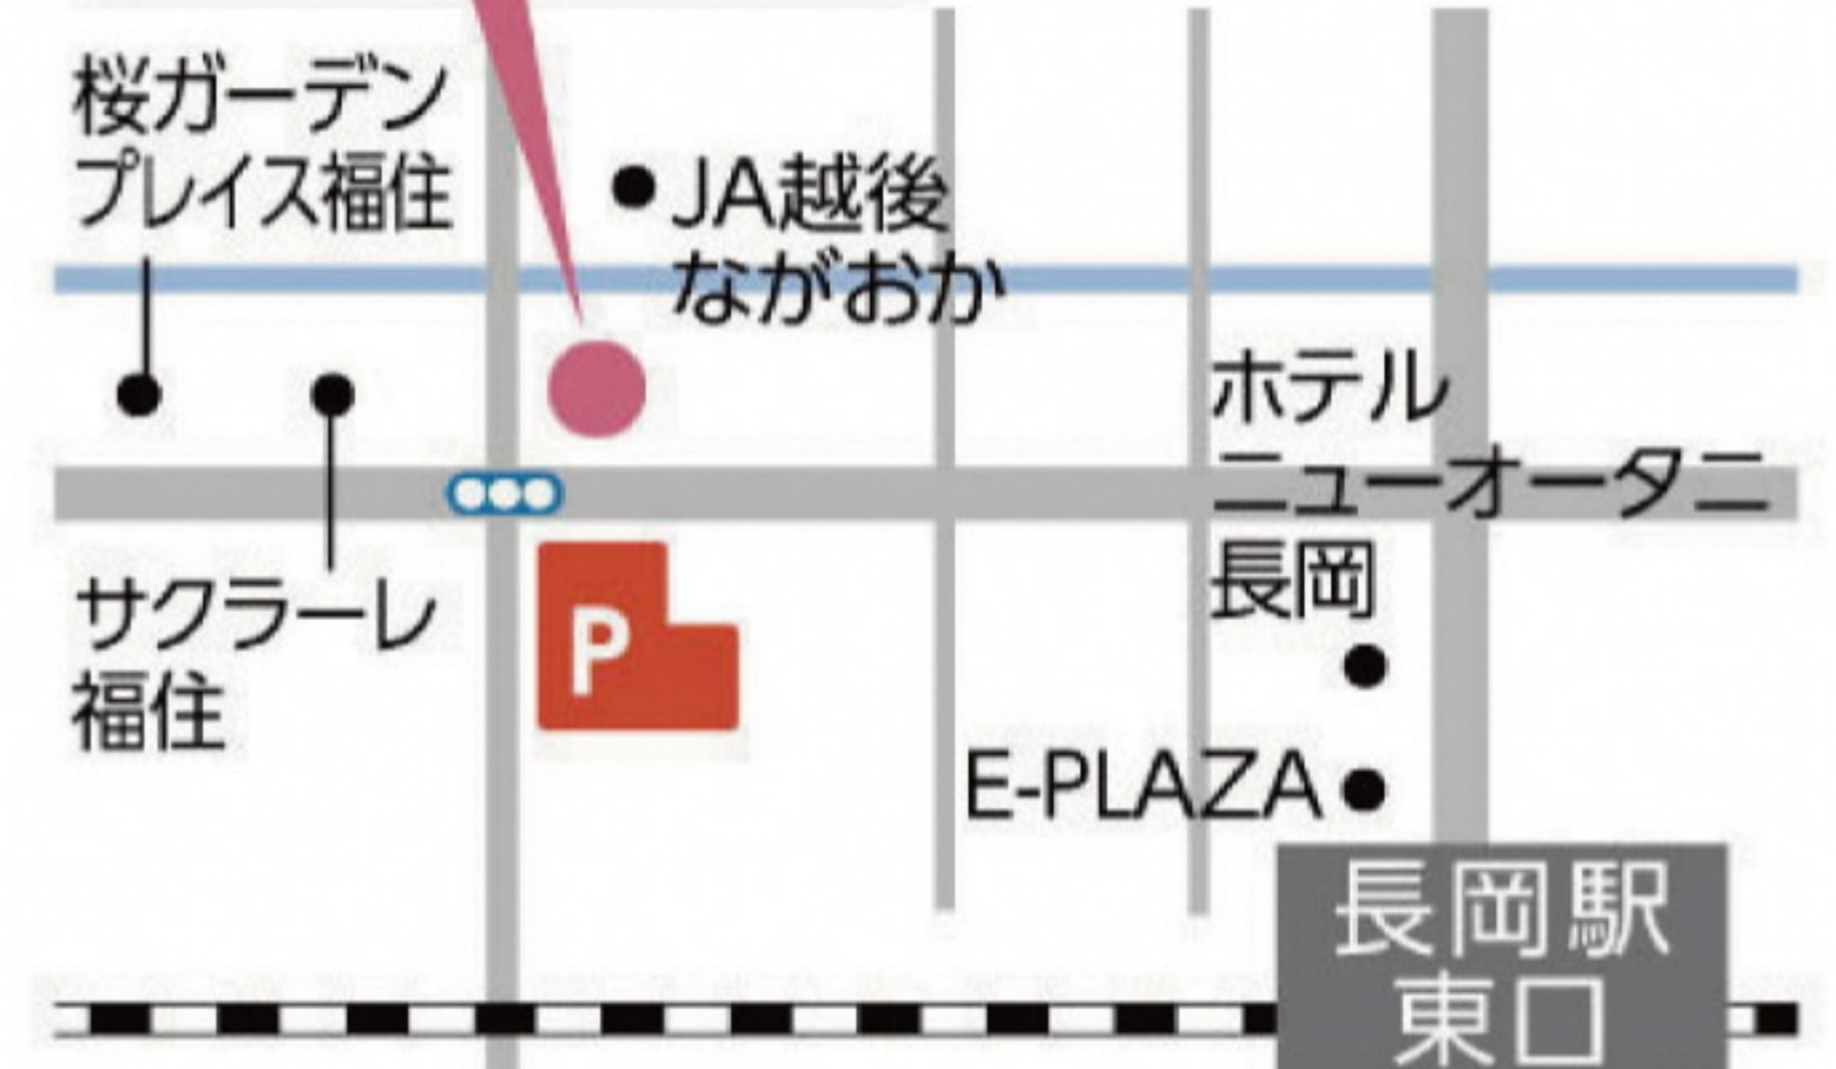 桜ガーデン
プレイス福住
JA越後
ながおか
ホテル
ニューオータニ
長岡
サクラーレ
福住
P
E-PLAZA
長岡駅
東口